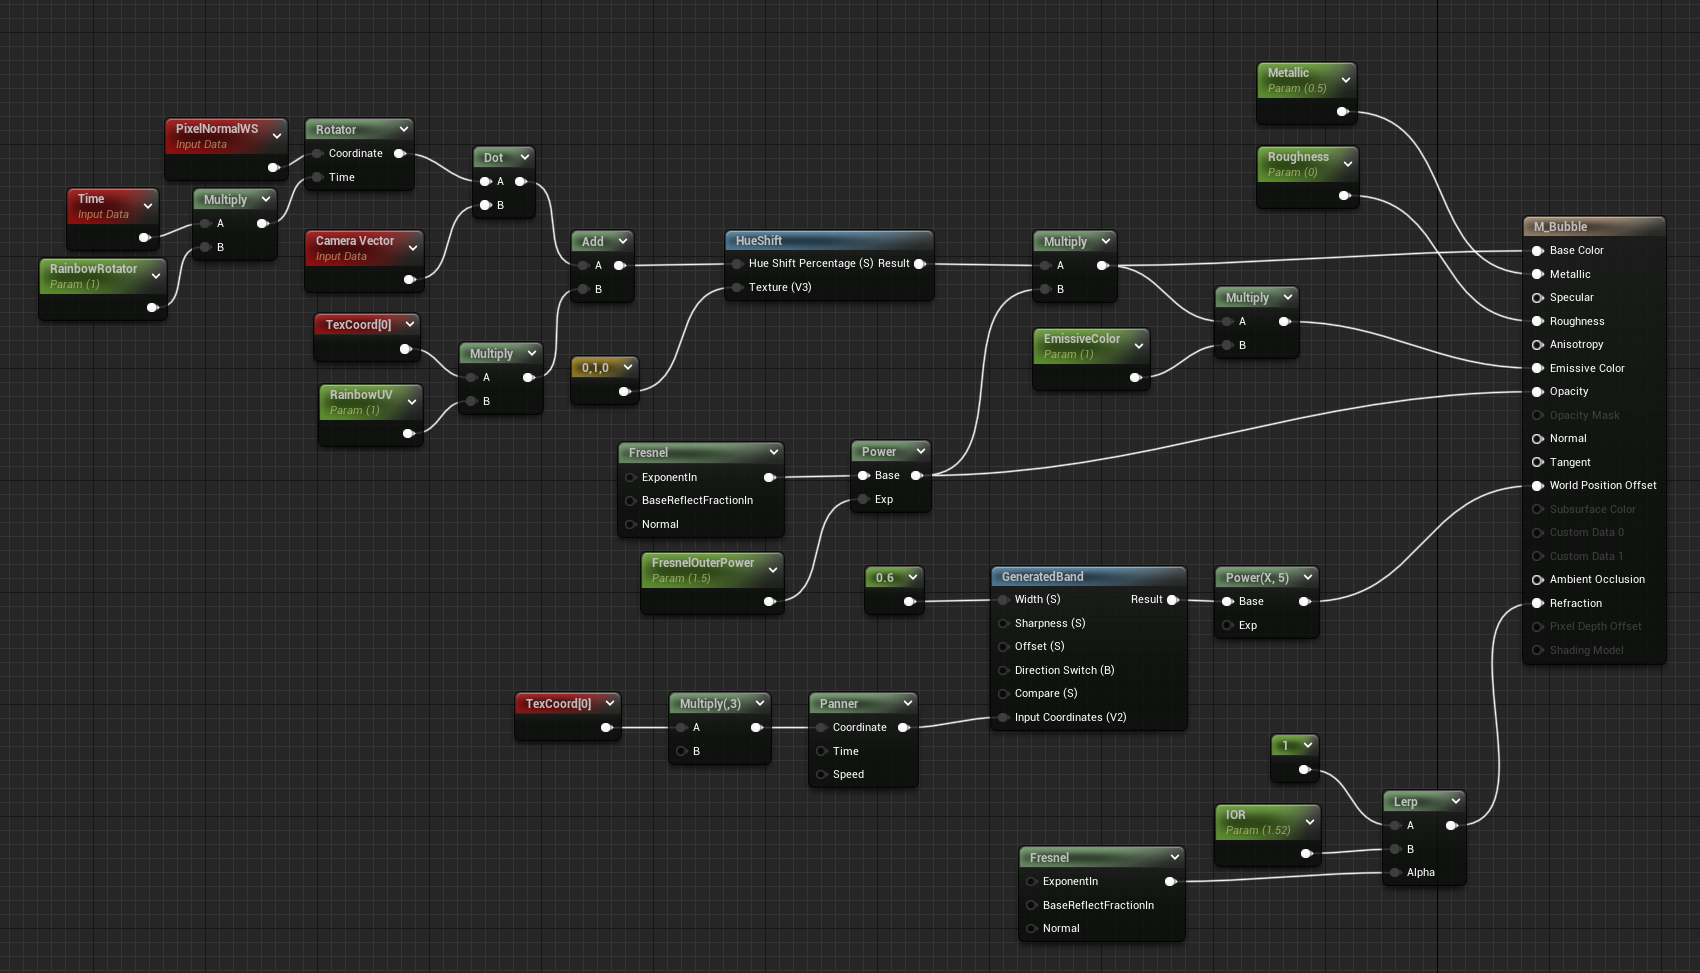 Metallic
Param (0.5)
Roughness
Param (0)
PixelNormalWS
Input Data
Rotator
Coordinate
Time
Dot
A
B
Time
Input Data
Multiply
A
B
RainbowRotator
Param (1)
Camera Vector
Input Data
Add
A
B
HueShift
Hue Shift Percentage (S) Result
Texture (V3)
Multiply
A
B
M_Bubble
Base Color
Metallic
Specular
Roughness
Anisotropy
Emissive Color
Opacity
Opacity Mask
Normal
Tangent
World Position Offset
Subsurface Color
Custom Data 0
Custom Data 1
Ambient Occlusion
Refraction
Pixel Depth Offset
Shading Model
Multiply
A
B
EmissiveColor
Param (1)
TexCoord[0]
Multiply
A
B
RainbowUV
Param (1)
0,1,0
Fresnel
ExponentIn
BaseReflectFractionIn
Normal
Power
Base
Exp
FresnelOuterPower
Param (1.5)
0.6
GeneratedBand
Width (S) Result
Sharpness (S)
Offset (S)
Direction Switch (B)
Compare (S)
Input Coordinates (V2)
Power(X, 5)
Base
Exp
TexCoord[0]
Multiply(,3)
A
B
Panner
Coordinate
Time
Speed
1
IOR
Param (1.52)
Lerp
A
B
Alpha
Fresnel
ExponentIn
BaseReflectFractionIn
Normal